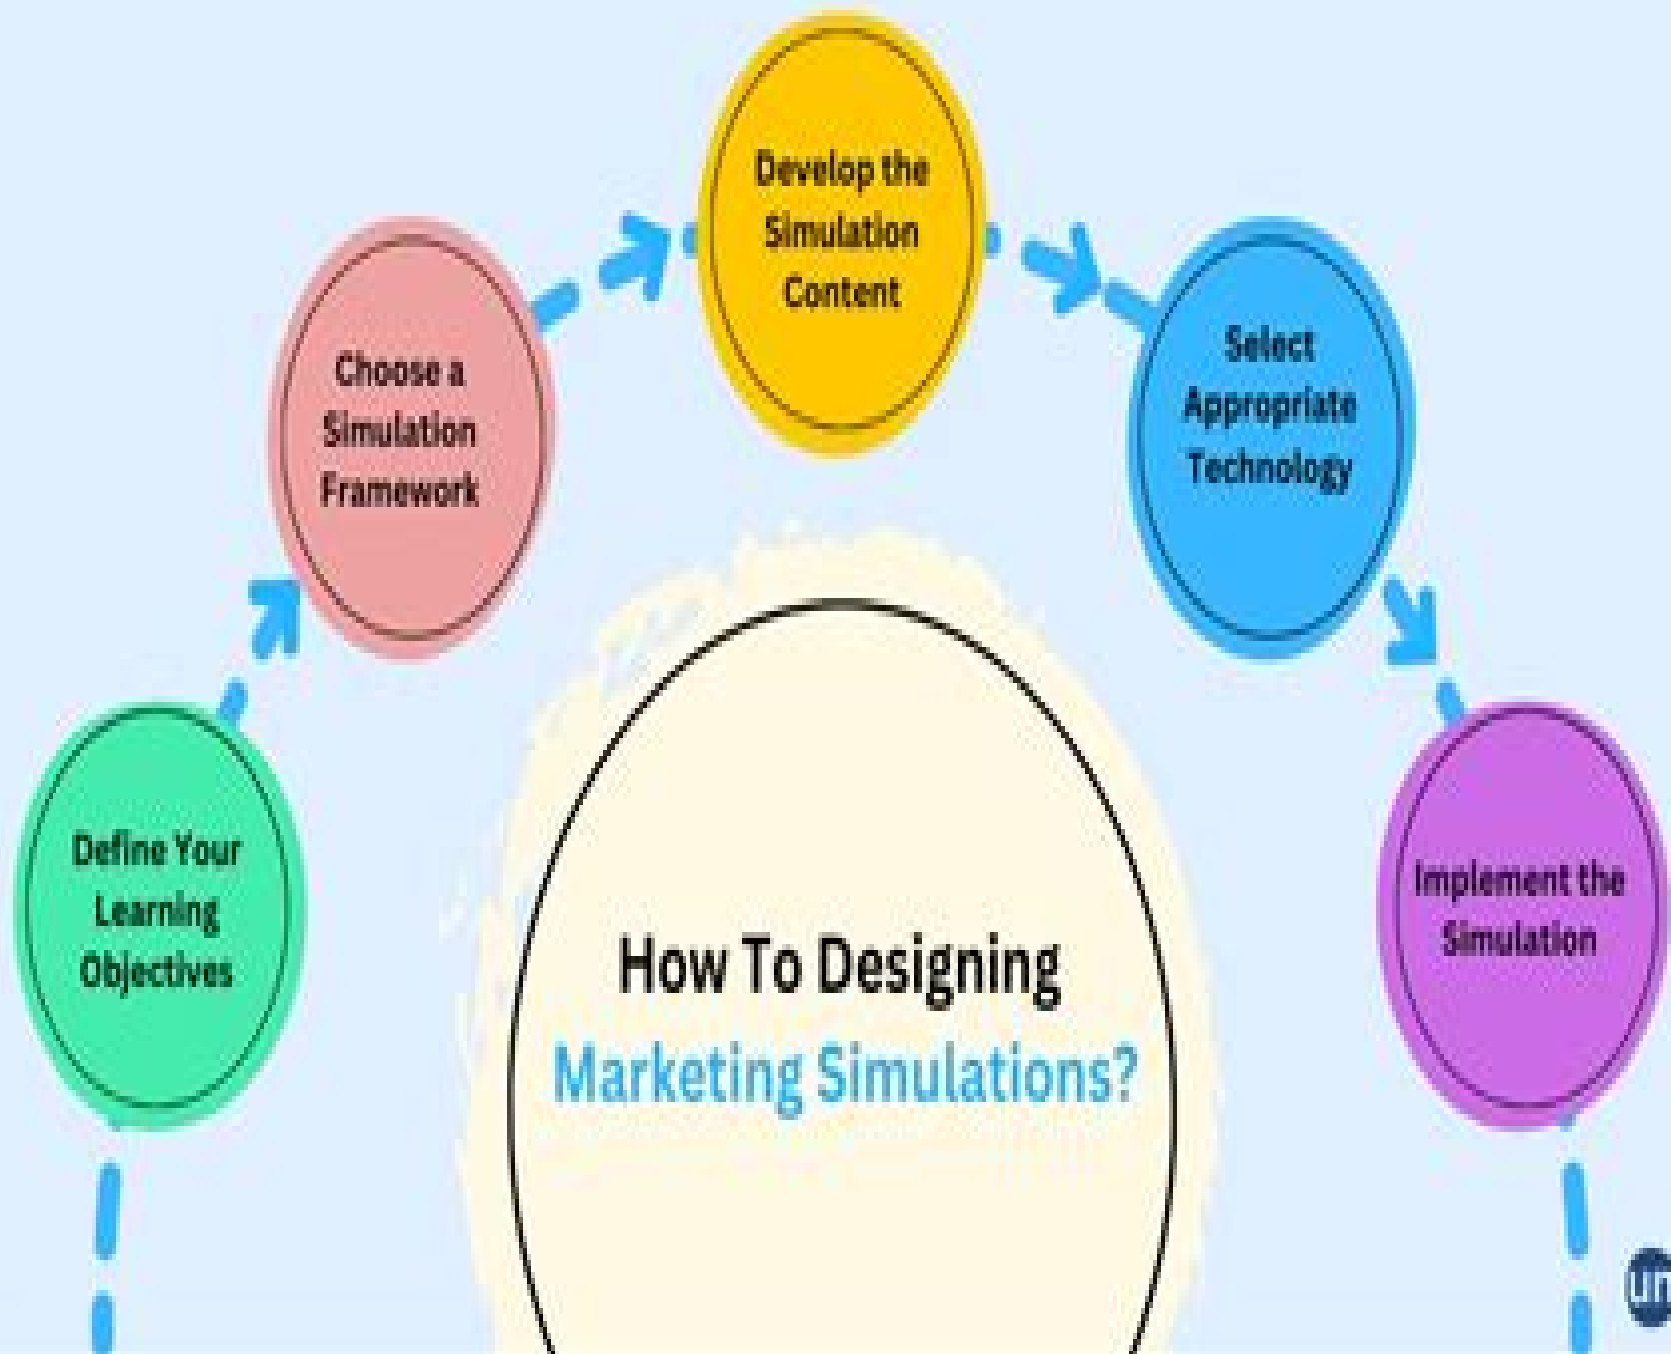 Develop the
Simulation
Content
Choose a
Simulation
Framework
Select
Appropriate
Technology
Define Your
Learning
Objectives
Implement the
Simulation
How To Designing
Marketing Simulations?
un